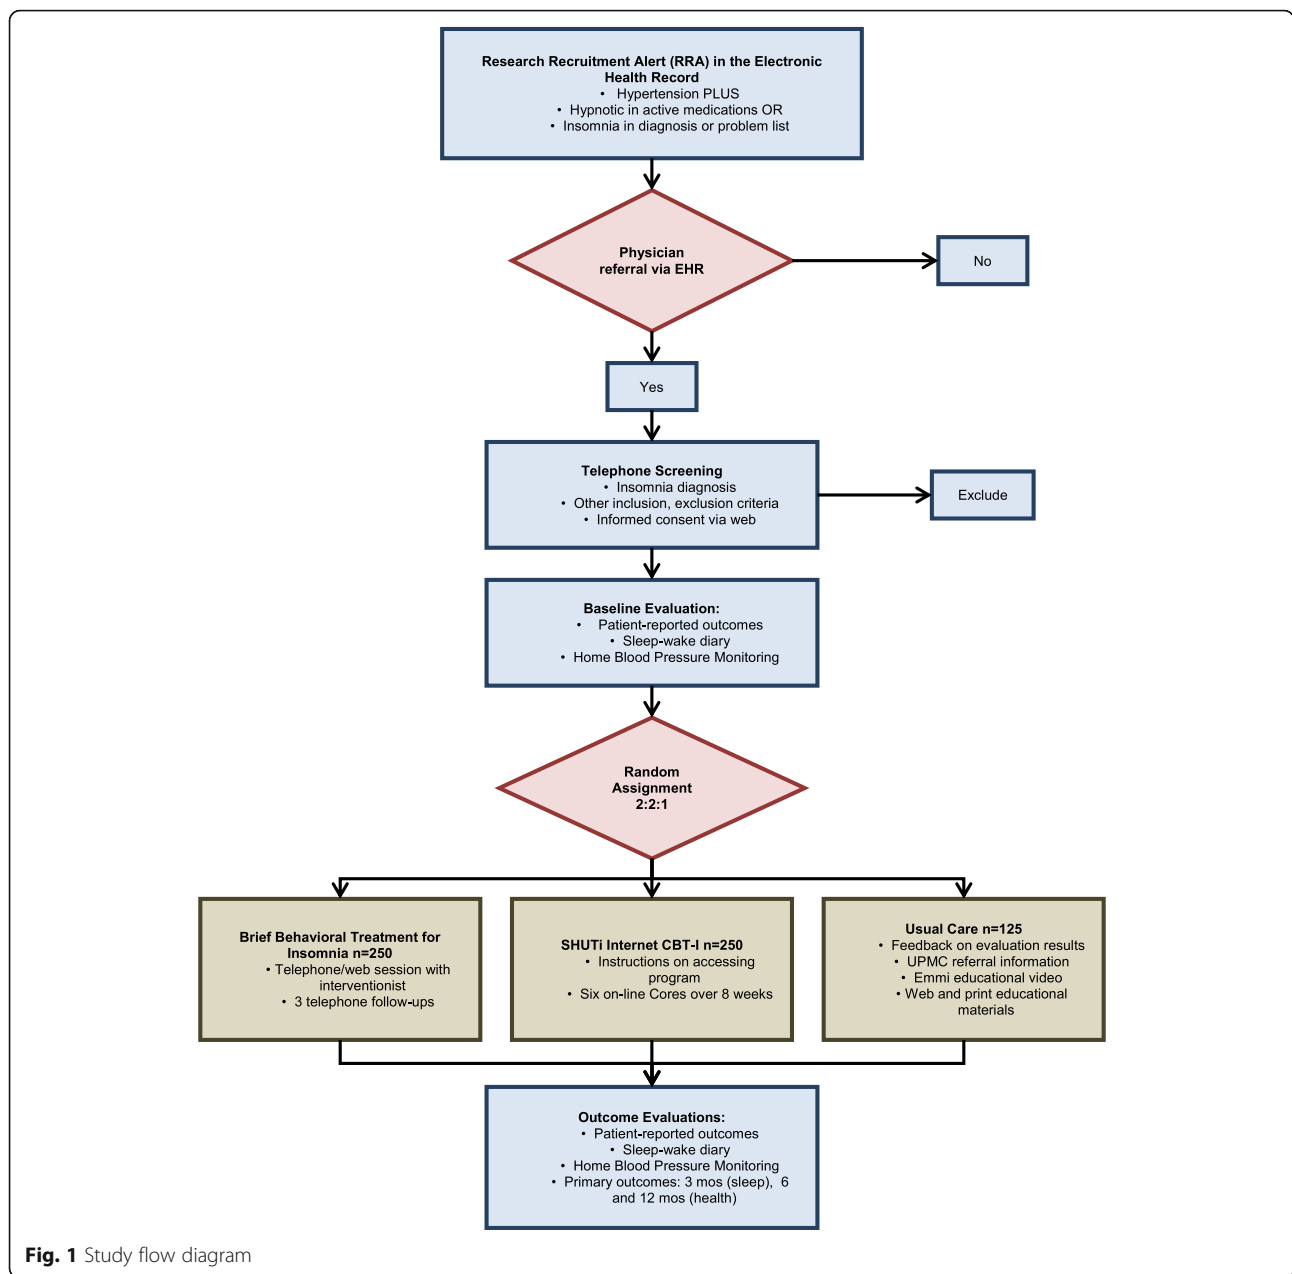 Research Recruitment Alert (RRA) in the Electronic
Health Record
• Hypertension PLUS
• Hypnotic in active medications OR
• Insomnia in diagnosis or problem list
Physician
referral via EHR
No
Yes
Telephone Screening
• Insomnia diagnosis
• Other inclusion, exclusion criteria
• Informed consent via web
Exclude
Baseline Evaluation:
• Patient-reported outcomes
• Sleep-wake diary
• Home Blood Pressure Monitoring
Random
Assignment
2:2:1
Brief Behavioral Treatment for
Insomnia n=250
• Telephone/web session with
interventionist
• 3 telephone follow-ups
SHUTi Internet CBT-I n=250
• Instructions on accessing
program
• Six on-line Cores over 8 weeks
Usual Care n=125
• Feedback on evaluation results
• UPMC referral information
• Emmi educational video
• Web and print educational
materials
Outcome Evaluations:
• Patient-reported outcomes
• Sleep-wake diary
• Home Blood Pressure Monitoring
• Primary outcomes: 3 mos (sleep), 6
and 12 mos (health)
Fig. 1 Study flow diagram